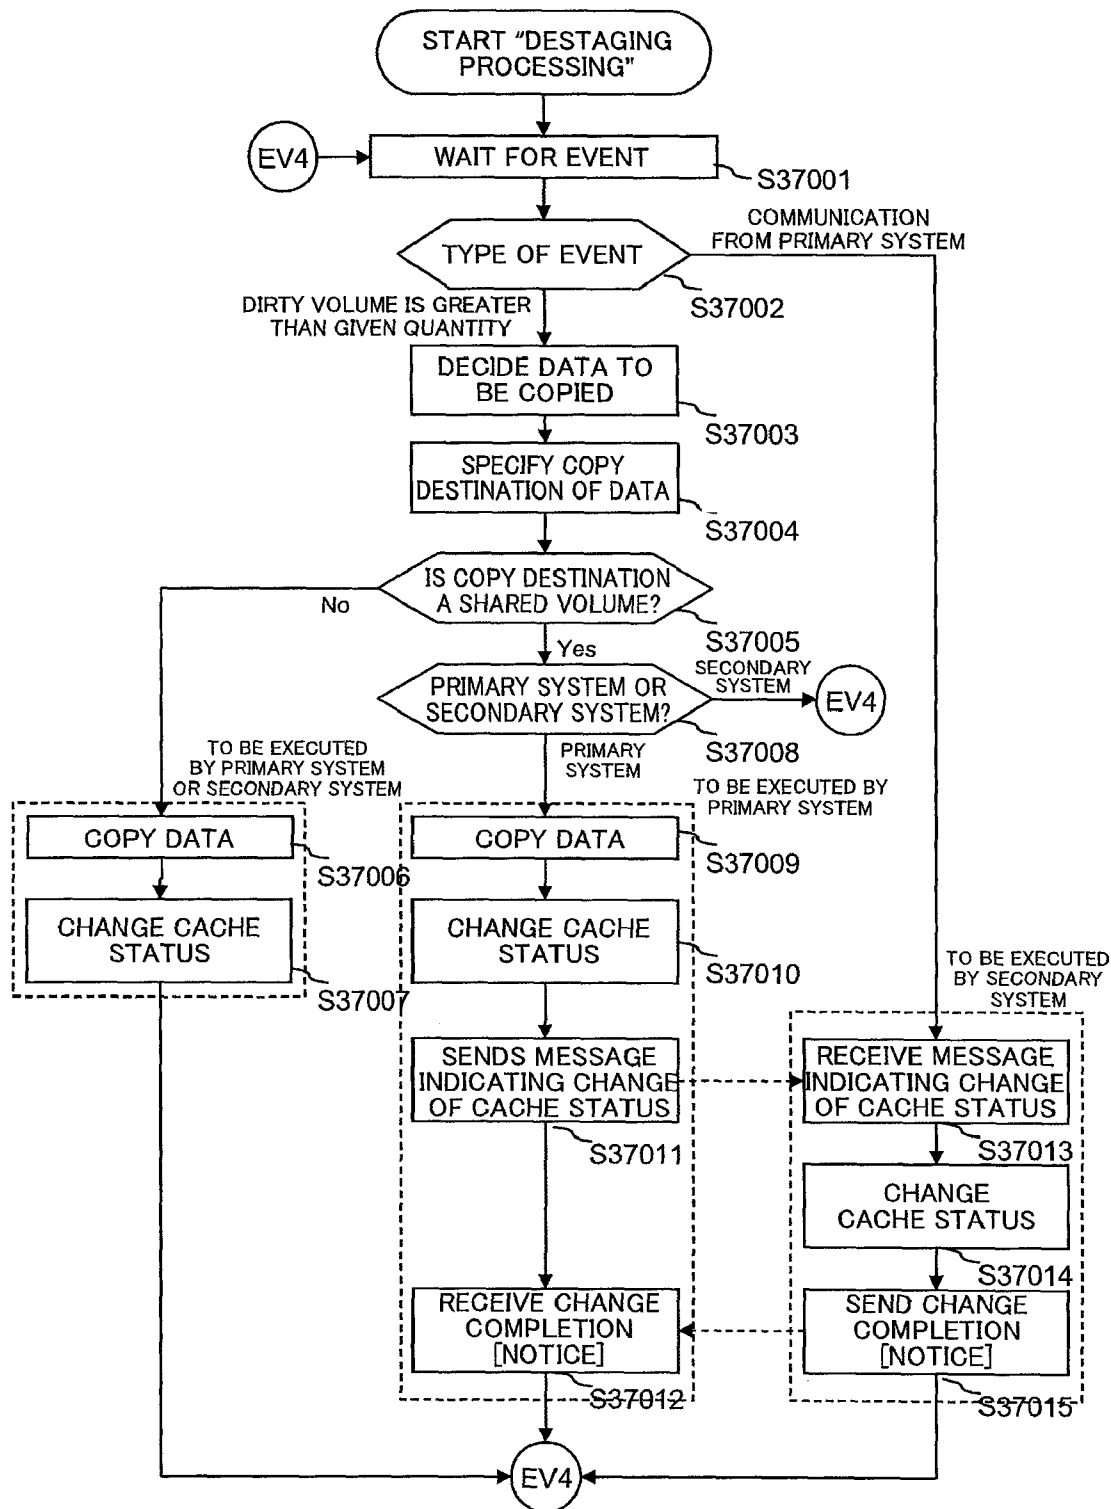 START "DESTAGING
PROCESSING"
EV4
WAIT FOR EVENT
S37001
COMMUNICATION
FROM PRIMARY SYSTEM
TYPE OF EVENT
S37002
DIRTY VOLUME IS GREATER
THAN GIVEN QUANTITY
DECIDE DATA TO
BE COPIED
S37003
SPECIFY COPY
DESTINATION OF DATA
S37004
IS COPY DESTINATION
A SHARED VOLUME?
No
S37005
Yes
SECONDARY
SYSTEM
PRIMARY SYSTEM OR
SECONDARY SYSTEM?
EV4
S37008
TO BE EXECUTED
BY PRIMARY SYSTEM
OR SECONDARY SYSTEM
PRIMARY
SYSTEM
TO BE EXECUTED BY
PRIMARY SYSTEM
COPY DATA
S37006
COPY DATA
S37009
CHANGE CACHE
STATUS
S37007
CHANGE CACHE
STATUS
S37010
TO BE EXECUTED
BY SECONDARY
SYSTEM
SENDS MESSAGE
INDICATING CHANGE
OF CACHE STATUS
S37011
RECEIVE MESSAGE
INDICATING CHANGE
OF CACHE STATUS
S37013
CHANGE
CACHE STATUS
S37014
RECEIVE CHANGE
COMPLETION
[NOTICE]
S37012
SEND CHANGE
COMPLETION
[NOTICE]
S37015
EV4